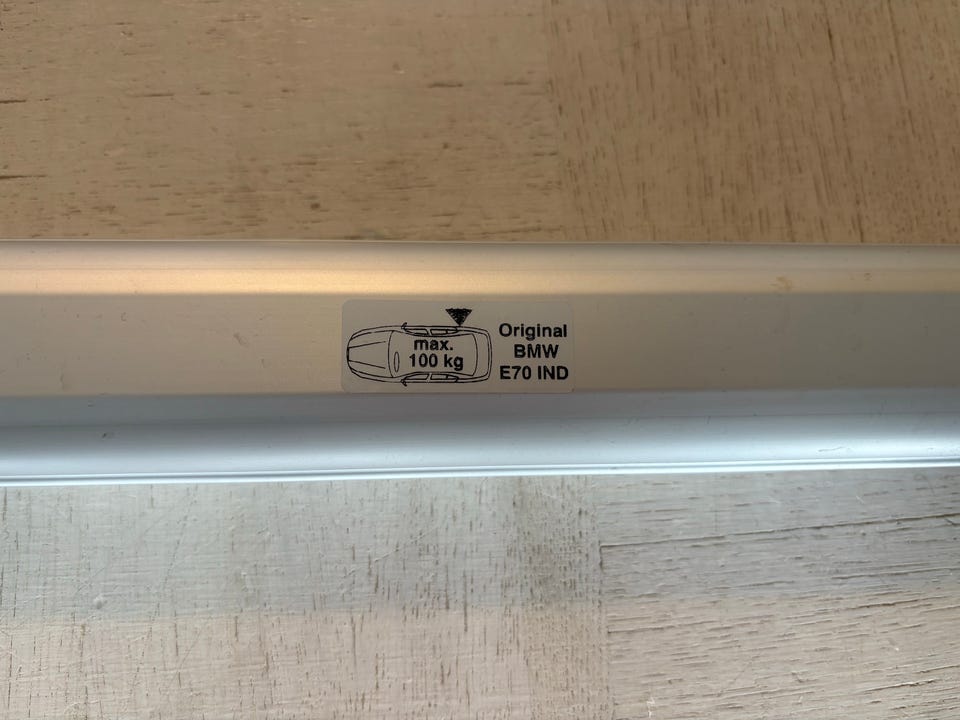 max.
100 kg
Original
BMW
E70 IND